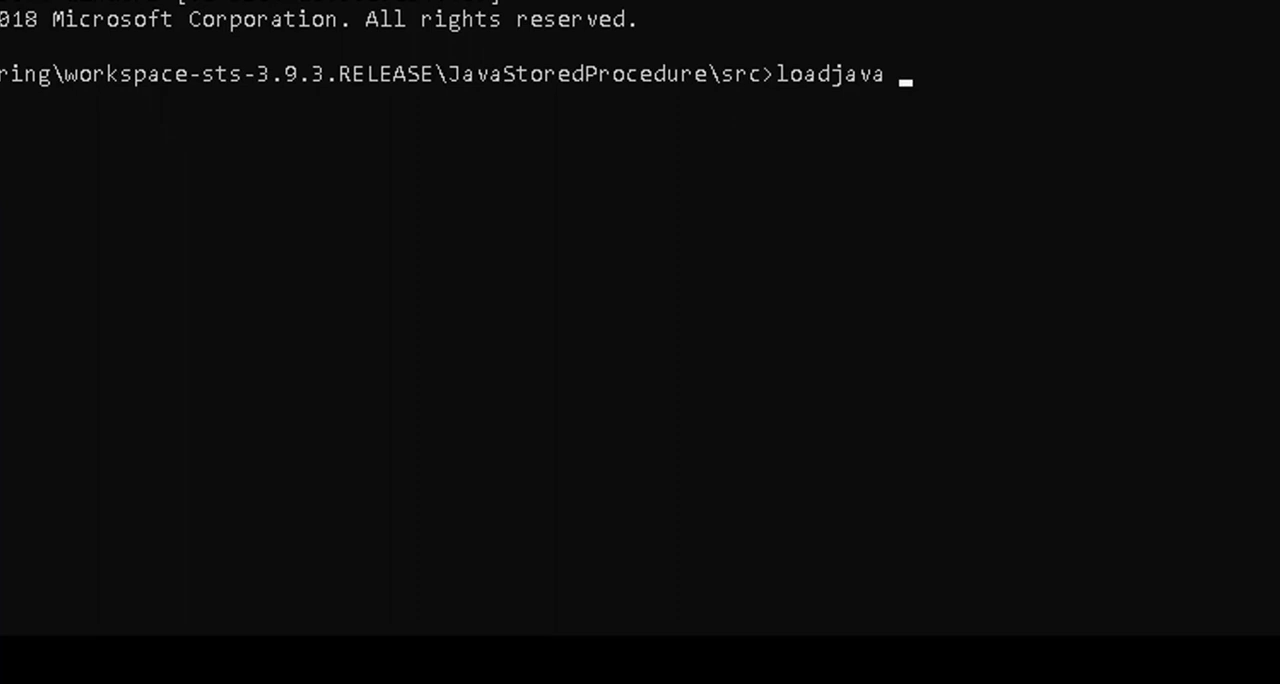 018 Microsoft Corporation. All rights reserved.
ring\workspace-sts-3.9.3.RELEASE\JavaStoredProcedure\src>loadjava